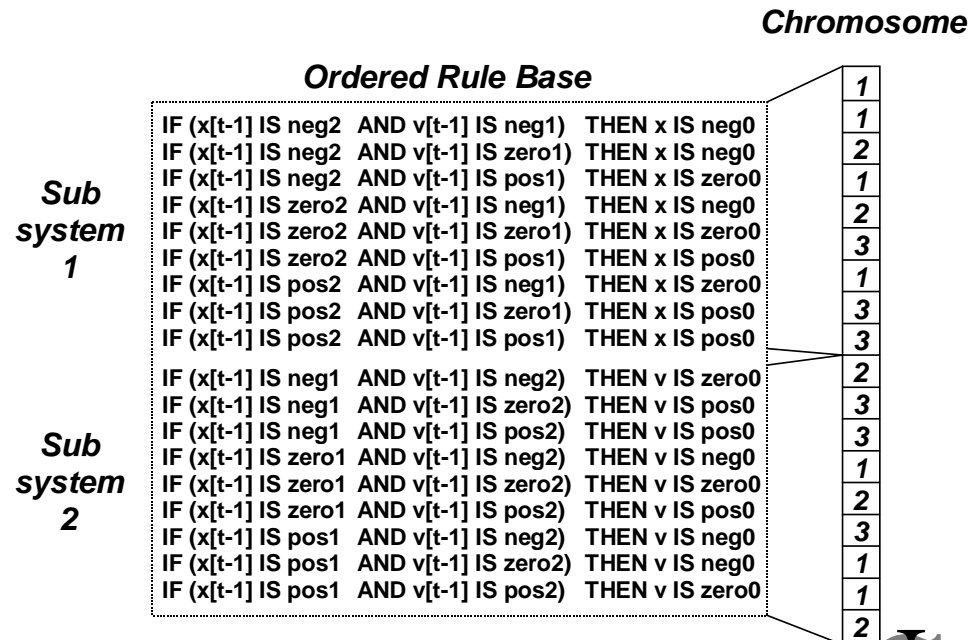 Chromosome
Ordered Rule Base
Sub
system
1
IF (x[t-1] IS neg2 AND v[t-1] IS neg1) THEN x IS neg0
IF (x[t-1] IS neg2 AND v[t-1] IS zero1) THEN x IS neg0
IF (x[t-1] IS neg2 AND v[t-1] IS pos1) THEN x IS zero0
IF (x[t-1] IS zero2 AND v[t-1] IS neg1) THEN x IS neg0
IF (x[t-1] IS zero2 AND v[t-1] IS zero1) THEN x IS zero0
IF (x[t-1] IS zero2 AND v[t-1] IS pos1) THEN x IS pos0
IF (x[t-1] IS pos2 AND v[t-1] IS neg1) THEN x IS zero0
IF (x[t-1] IS pos2 AND v[t-1] IS zero1) THEN x IS pos0
IF (x[t-1] IS pos2 AND v[t-1] IS pos1) THEN x IS pos0
Sub
system
2
IF (x[t-1] IS neg1 AND v[t-1] IS neg2) THEN v IS zero0
IF (x[t-1] IS neg1 AND v[t-1] IS zero2) THEN v IS pos0
IF (x[t-1] IS neg1 AND v[t-1] IS pos2) THEN v IS pos0
IF (x[t-1] IS zero1 AND v[t-1] IS neg2) THEN v IS neg0
IF (x[t-1] IS zero1 AND v[t-1] IS zero2) THEN v IS zero0
IF (x[t-1] IS zero1 AND v[t-1] IS pos2) THEN v IS pos0
IF (x[t-1] IS pos1 AND v[t-1] IS neg2) THEN v IS neg0
IF (x[t-1] IS pos1 AND v[t-1] IS zero2) THEN v IS neg0
IF (x[t-1] IS pos1 AND v[t-1] IS pos2) THEN v IS zero0
1
1
2
1
2
3
1
3
3
2
3
3
1
2
3
1
1
2